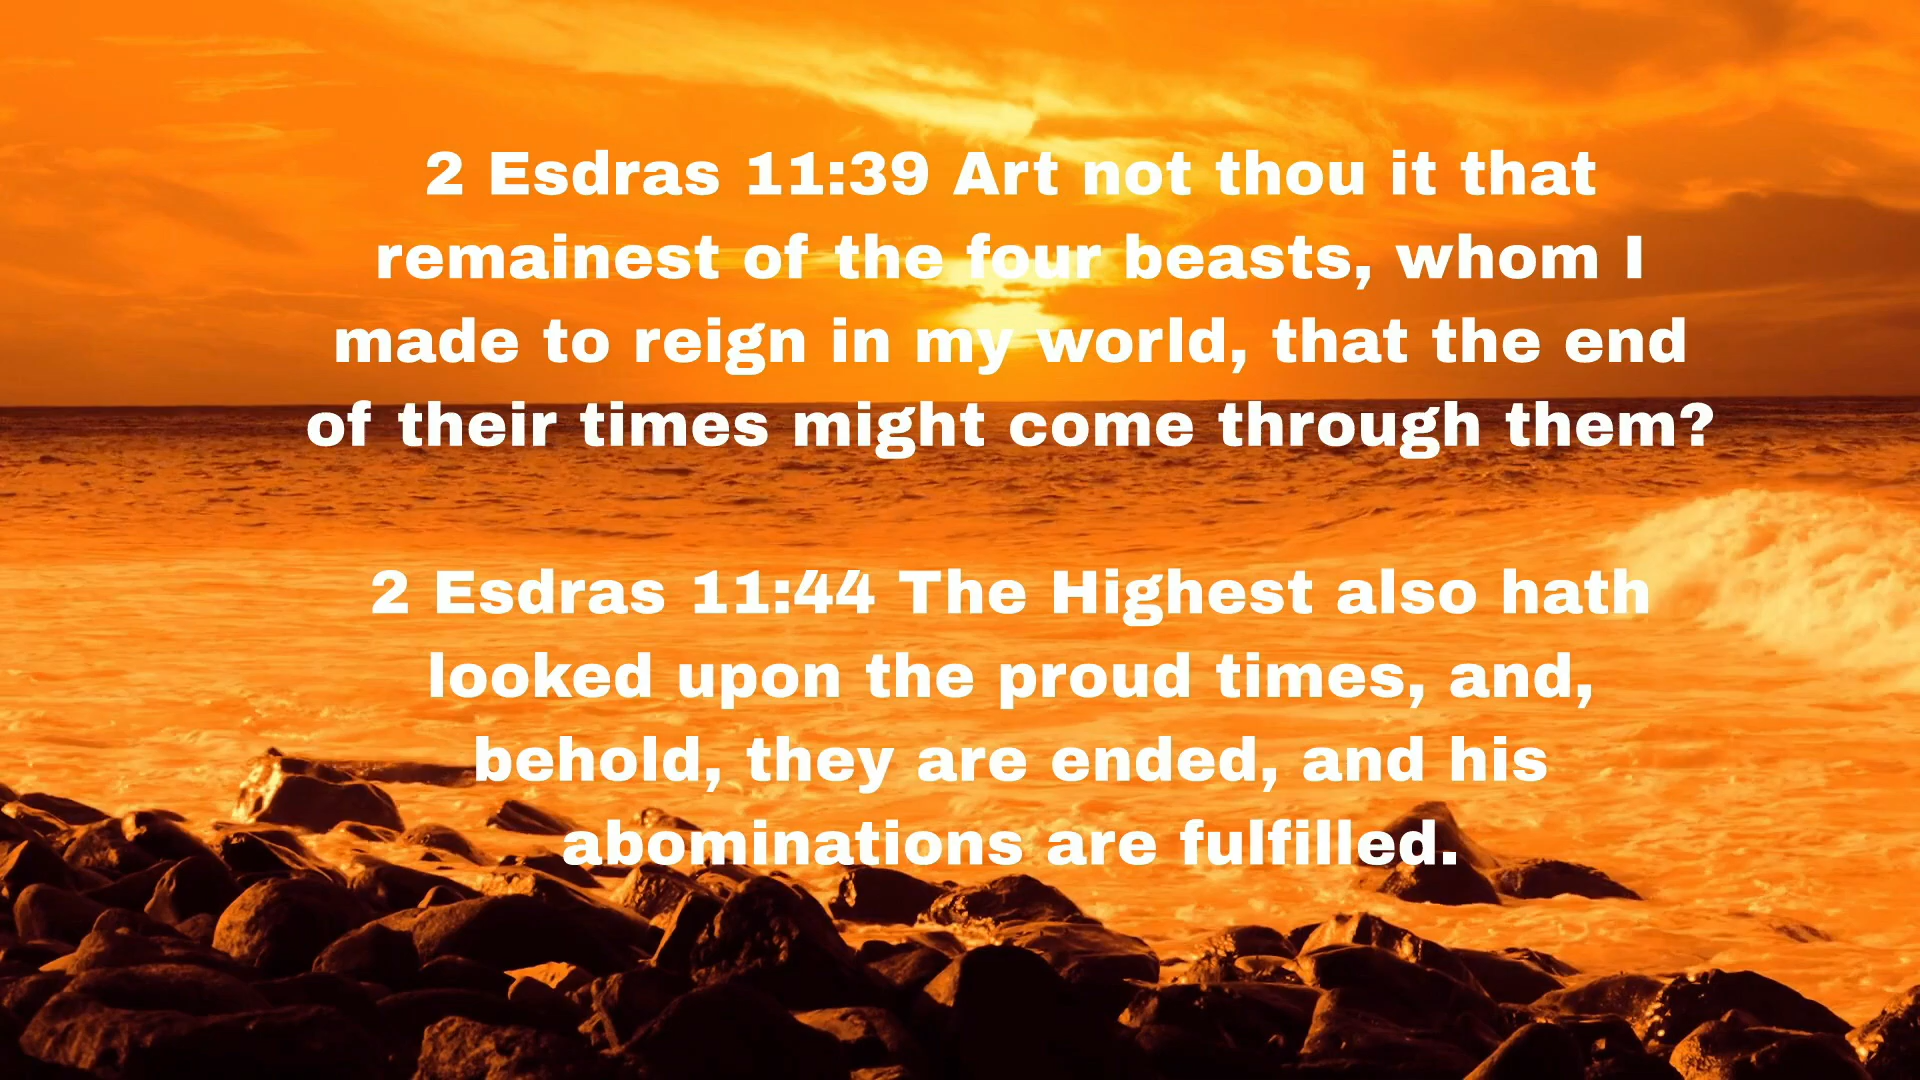 2 Esdras 11:39 Art not thou it that
remainest of the four beasts, whom I
made to reign in my world, that the end
of their times might come through them?
2 Esdras 11:44 The Highest also hath
looked upon the proud times, and,
behold, they are ended, and his
abominations are fulfilled.